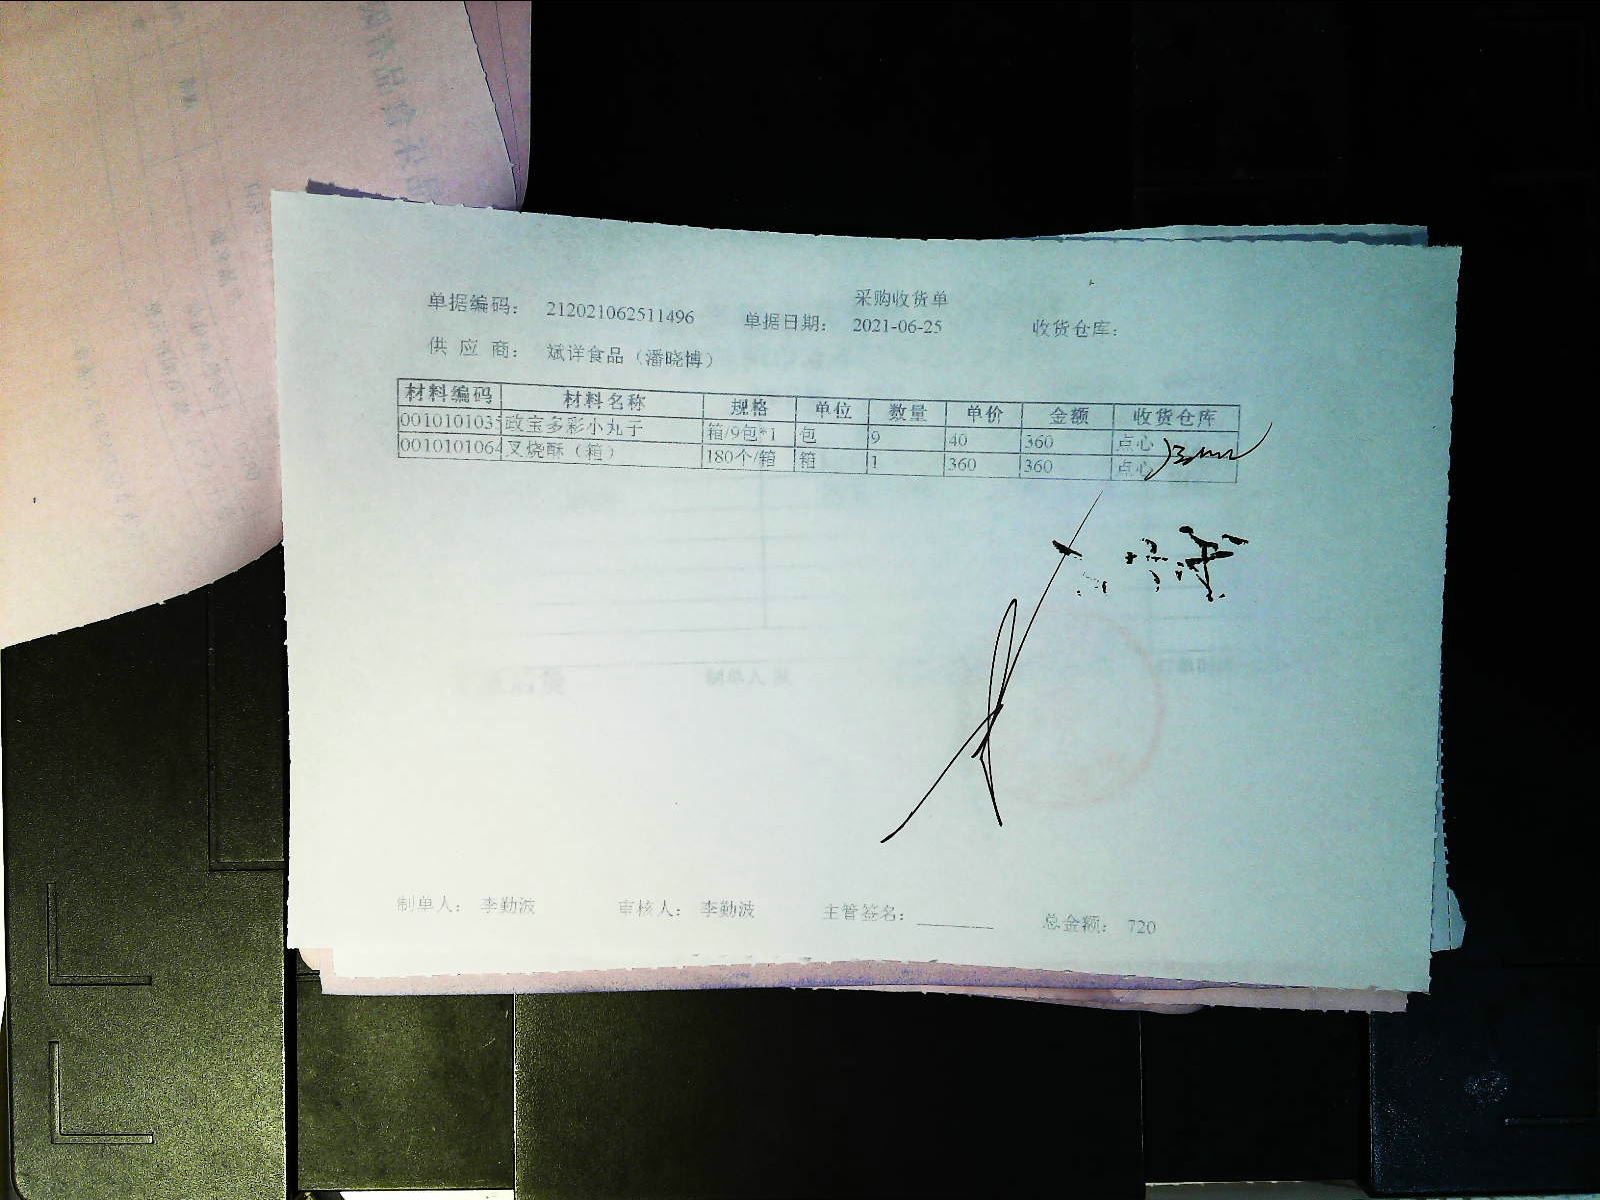 采购收货单
单据编码： 212021062511496 单据日期： 2021-06-25 收货仓库：
供 应 商： 斌详食品（潘晓博）
材料编码 材料名称 规格 单位 数量 单价 金额 收货仓库
0010101035 政宝多彩小丸子 箱/9包*1 包 9 40 360 点心
0010101064 叉烧酥（箱） 180个/箱 箱 1 360 360 点心
制单人： 李勤波 审核人： 李勤波 主管签名： 总金额： 720